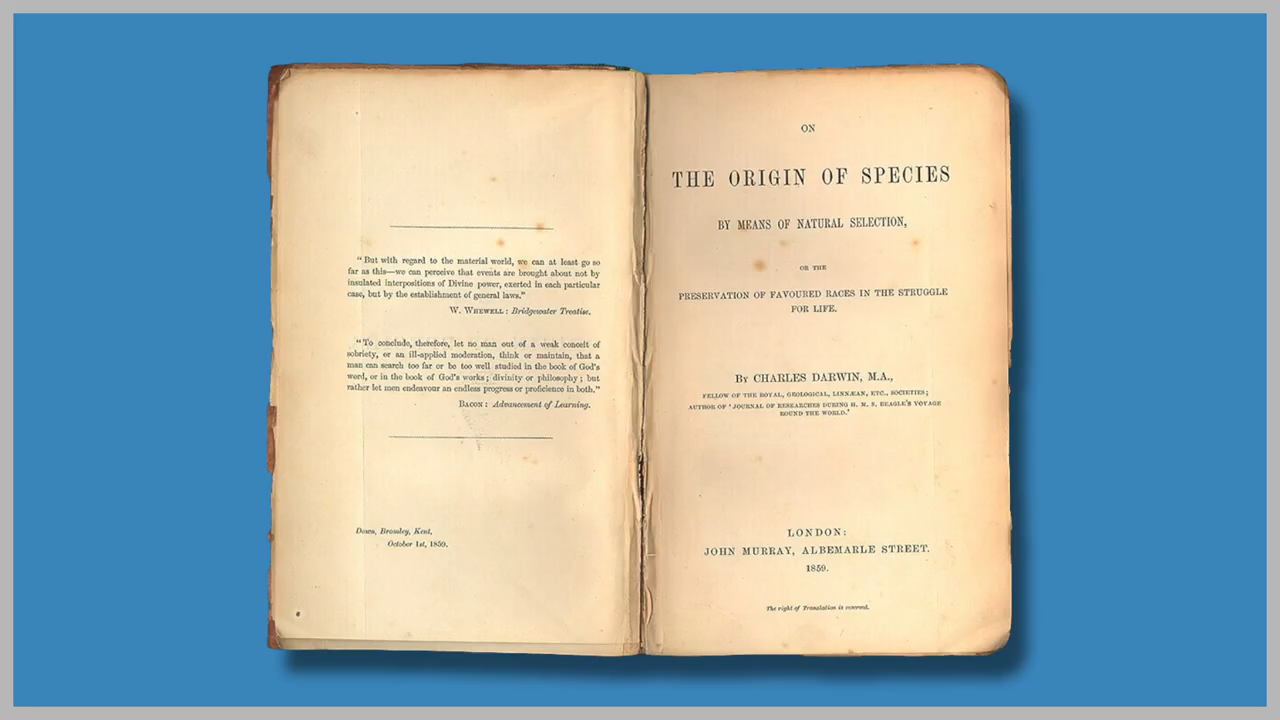 "But with regard to the material world, we can at least go so
far as this—we can perceive that events are brought about not by
insulated interpositions of Divine power, exerted in each particular
case, but by the establishment of general laws."
W. WHEWELL : Bridgewater Treatise.
"To conclude, therefore, let no man out of a weak conceit of
sobriety, or an ill-applied moderation, think or maintain, that a
man can search too far or be too well studied in the book of God's
word, or in the book of God's works ; divinity or philosophy ; but
rather let men endeavour an endless progress or proficience in both."
BACON : Advancement of Learning.
Down, Bromley, Kent,
October 1st, 1859.
ON
THE ORIGIN OF SPECIES
BY MEANS OF NATURAL SELECTION,
OR THE
PRESERVATION OF FAVOURED RACES IN THE STRUGGLE
FOR LIFE.
BY CHARLES DARWIN, M.A.,
FELLOW OF THE ROYAL, GEOLOGICAL, LINNÆAN, ETC., SOCIETIES ;
AUTHOR OF 'JOURNAL OF RESEARCHES DURING H. M. S. BEAGLE'S VOYAGE
ROUND THE WORLD.'
LONDON:
JOHN MURRAY, ALBEMARLE STREET.
1859.
The right of Translation is reserved.